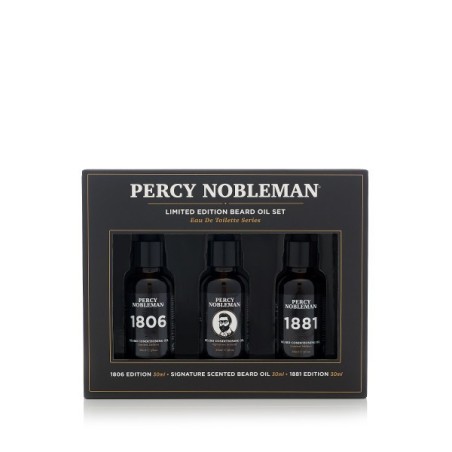 PERCY NOBLEMAN®
LIMITED EDITION BEARD OIL SET
Eau De Toilette Series
PERCY
NOBLEMAN
1806
PERCY
NOBLEMAN
PERCY
NOBLEMAN
1881
1806 EDITION 30ml - SIGNATURE SCENTED BEARD OIL 30ml - 1881 EDITION 30ml